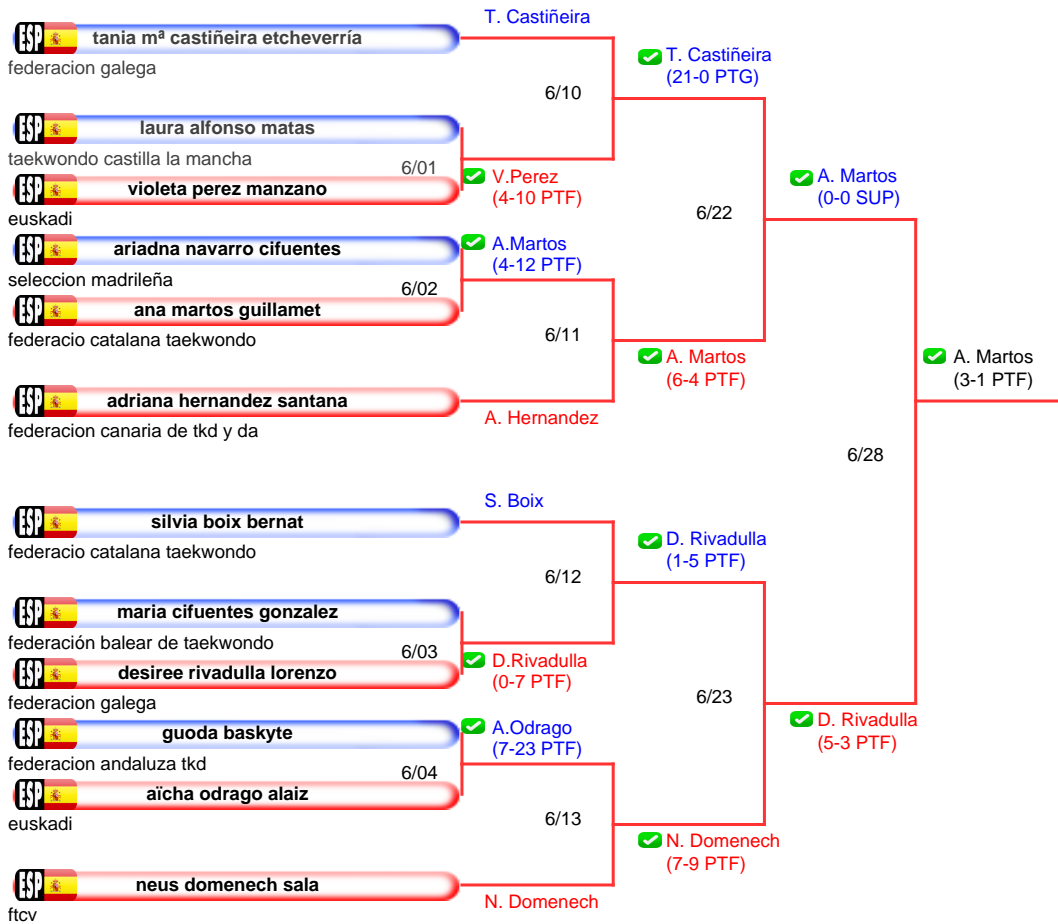 T. Castiñeira
ESP tania mª castiñeira etcheverría
federacion galega
T. Castiñeira
(21-0 PTG)
6/10
ESP laura alfonso matas
taekwondo castilla la mancha
6/01
V.Perez
(4-10 PTF)
ESP violeta perez manzano
euskadi
A. Martos
(0-0 SUP)
6/22
ESP ariadna navarro cifuentes
A.Martos
(4-12 PTF)
seleccion madrileña
6/02
ESP ana martos guillamet
federacio catalana taekwondo
6/11
A. Martos
(6-4 PTF)
A. Martos
(3-1 PTF)
ESP adriana hernandez santana
A. Hernandez
federacion canaria de tkd y da
6/28
S. Boix
ESP silvia boix bernat
federacio catalana taekwondo
D. Rivadulla
(1-5 PTF)
6/12
ESP maria cifuentes gonzalez
federación balear de taekwondo
6/03
D.Rivadulla
(0-7 PTF)
ESP desiree rivadulla lorenzo
federacion galega
6/23
D. Rivadulla
(5-3 PTF)
ESP guoda baskyte
A.Odrago
(7-23 PTF)
federacion andaluza tkd
6/04
ESP aïcha odrago alaiz
euskadi
6/13
N. Domenech
(7-9 PTF)
ESP neus domenech sala
N. Domenech
ftcv